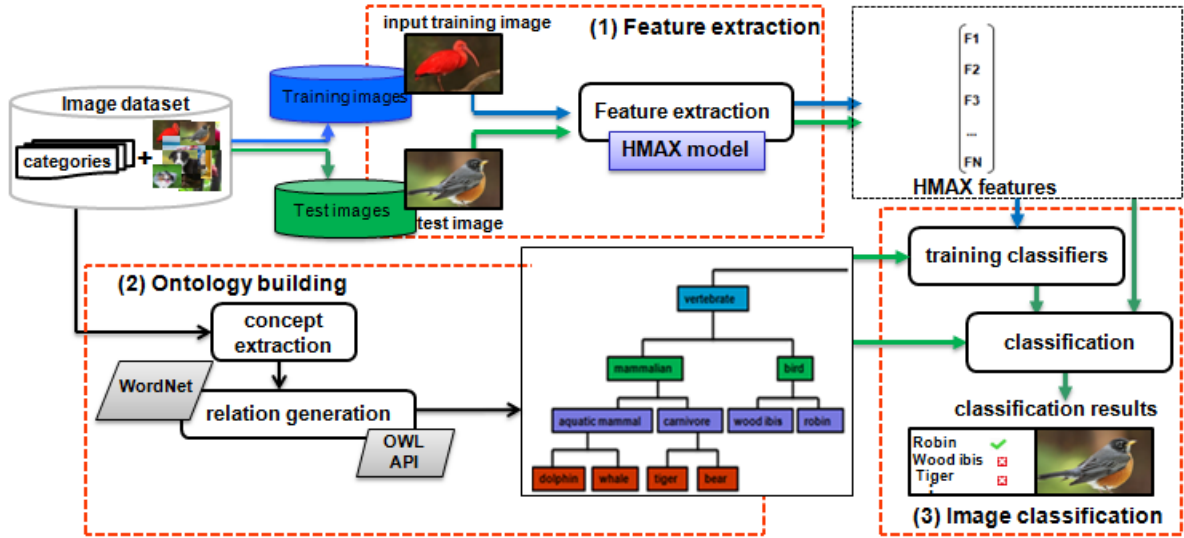 input training image
(1) Feature extraction
Image dataset
categories
+
Training images
Test images
test image
Feature extraction
HMAX model
F1
F2
F3
....
FN
HMAX features
(2) Ontology building
concept
extraction
WordNet
relation generation
OWL
API
vertebrate
mammalian
bird
aquatic mammal
carnivore
wood ibis
robin
dolphin
whale
tiger
bear
training classifiers
classification
classification results
Robin
Wood ibis
Tiger
(3) Image classification